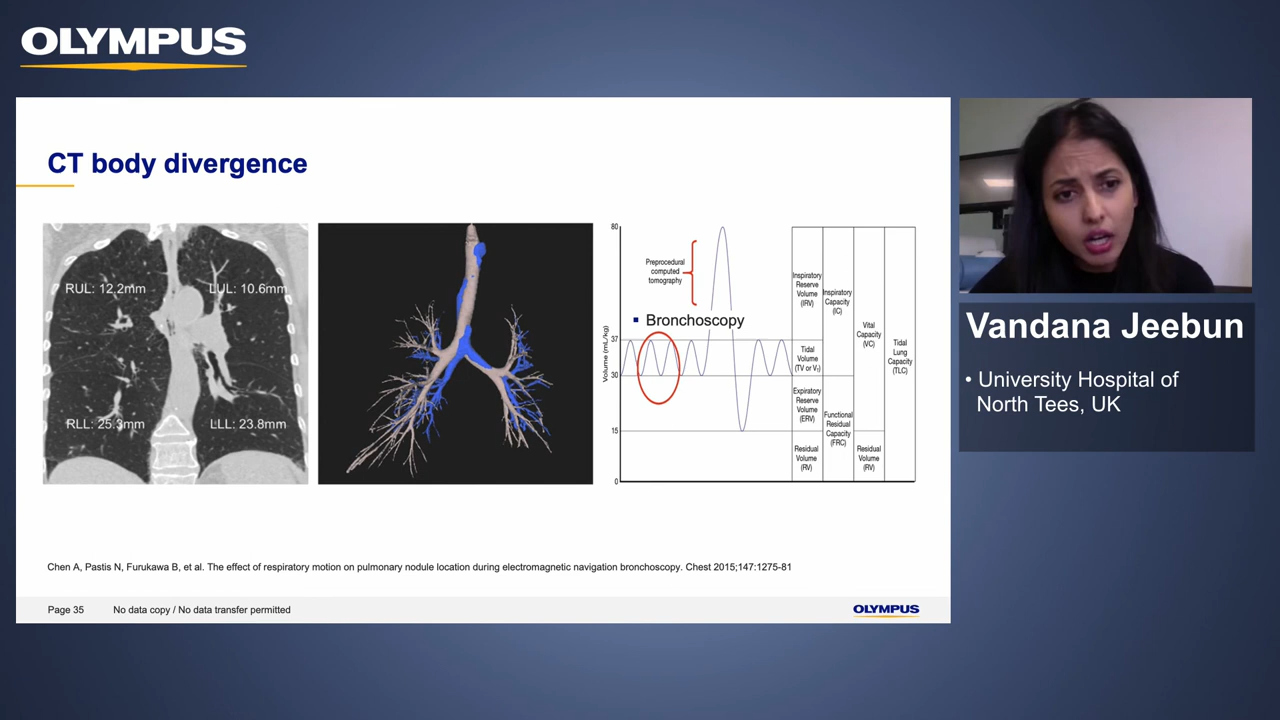 OLYMPUS
CT body divergence
RUL: 12.2mm
LUL: 10.6mm
RLL: 25.3mm
LLL: 23.8mm
80
37
30
15
0
Volume (mL/kg)
Preprocedural
computed
tomography
▪ Bronchoscopy
Inspiratory
Reserve
Volume
(IRV)
Tidal
Volume
(TV or VT)
Expiratory
Reserve
Volume
(ERV)
Residual
Volume
(RV)
Inspiratory
Capacity
(IC)
Functional
Residual
Capacity
(FRC)
Vital
Capacity
(VC)
Residual
Volume
(RV)
Tidal
Lung
Capacity
(TLC)
Chen A, Pastis N, Furukawa B, et al. The effect of respiratory motion on pulmonary nodule location during electromagnetic navigation bronchoscopy. Chest 2015;147:1275-81
Page 35 No data copy / No data transfer permitted
OLYMPUS
Vandana Jeebun
• University Hospital of
North Tees, UK